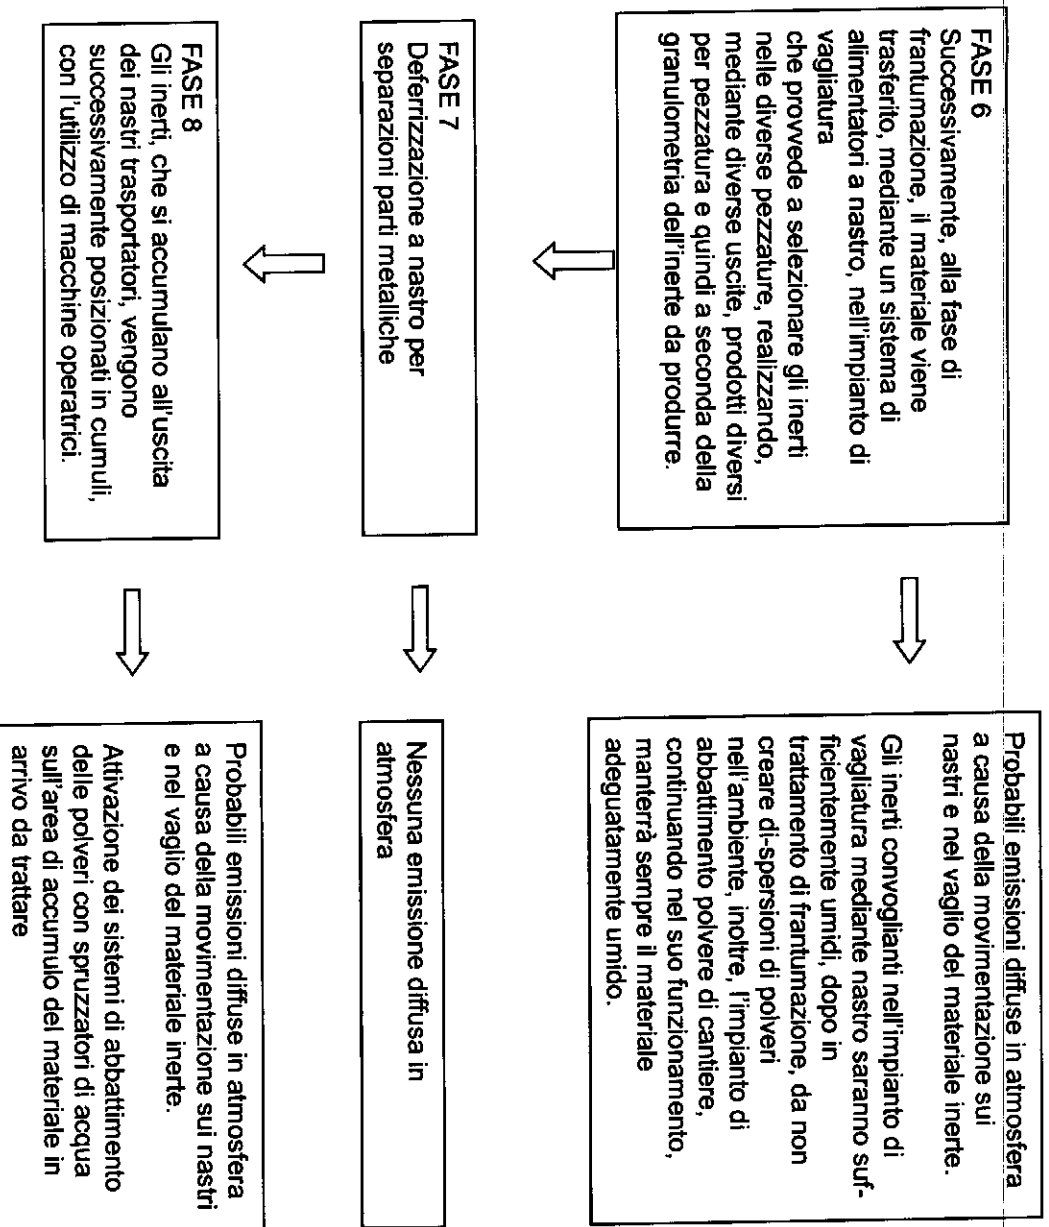 FASE 6
Successivamente, alla fase di
frantumazione, il materiale viene
trasferito, mediante un sistema di
alimentatori a nastro, nell'impianto di
vagliatura
che provvede a selezionare gli inerti
nelle diverse pezzature, realizzando,
mediante diverse uscite, prodotti diversi
per pezzatura e quindi a seconda della
granulometria dell'inerte da produrre.
Probabili emissioni diffuse in atmosfera
a causa della movimentazione sui
nastri e nel vaglio del materiale inerte.
Gli inerti convoglianti nell'impianto di
vagliatura mediante nastro saranno suf-
ficientemente umidi, dopo in
trattamento di frantumazione, da non
creare di-spersioni di polveri
nell'ambiente, inoltre, l'impianto di
abbattimento polvere di cantiere,
continuando nel suo funzionamento,
manterrà sempre il materiale
adeguatamente umido.
FASE 7
Deferrizzazione a nastro per
separazioni parti metalliche
Nessuna emissione diffusa in
atmosfera
FASE 8
Gli inerti, che si accumulano all'uscita
dei nastri trasportatori, vengono
successivamente posizionati in cumuli,
con l'utilizzo di macchine operatrici.
Probabili emissioni diffuse in atmosfera
a causa della movimentazione sui nastri
e nel vaglio del materiale inerte.
Attivazione dei sistemi di abbattimento
delle polveri con spruzzatori di acqua
sull'area di accumulo del materiale in
arrivo da trattare